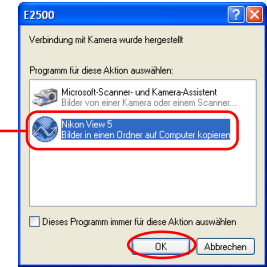 E2500
Verbindung mit Kamera wurde hergestellt
Programm für diese Aktion auswählen:
Microsoft-Scanner- und Kamera-Assistent
Bilder von einer Kamera oder einem Scanner...
Nikon View 5
Bilder in einen Ordner auf Computer kopieren
Dieses Programm immer für diese Aktion auswählen
OK
Abbrechen